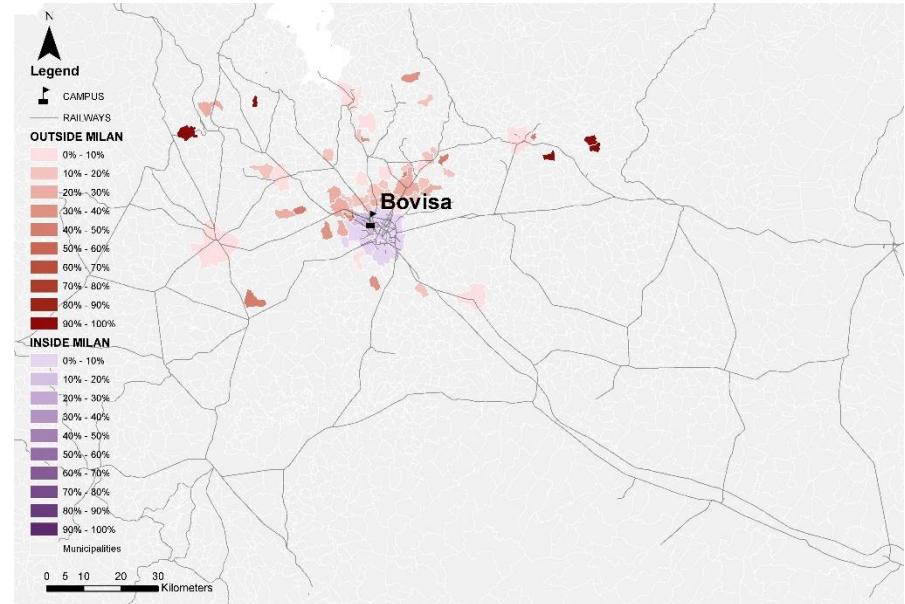 N
Legend
CAMPUS
RAILWAYS
OUTSIDE MILAN
0% - 10%
10% - 20%
20% - 30%
30% - 40%
40% - 50%
50% - 60%
60% - 70%
70% - 80%
80% - 90%
90% - 100%
INSIDE MILAN
0% - 10%
10% - 20%
20% - 30%
30% - 40%
40% - 50%
50% - 60%
60% - 70%
70% - 80%
80% - 90%
90% - 100%
Municipalities
0 5 10 20 30
Kilometers
Bovisa